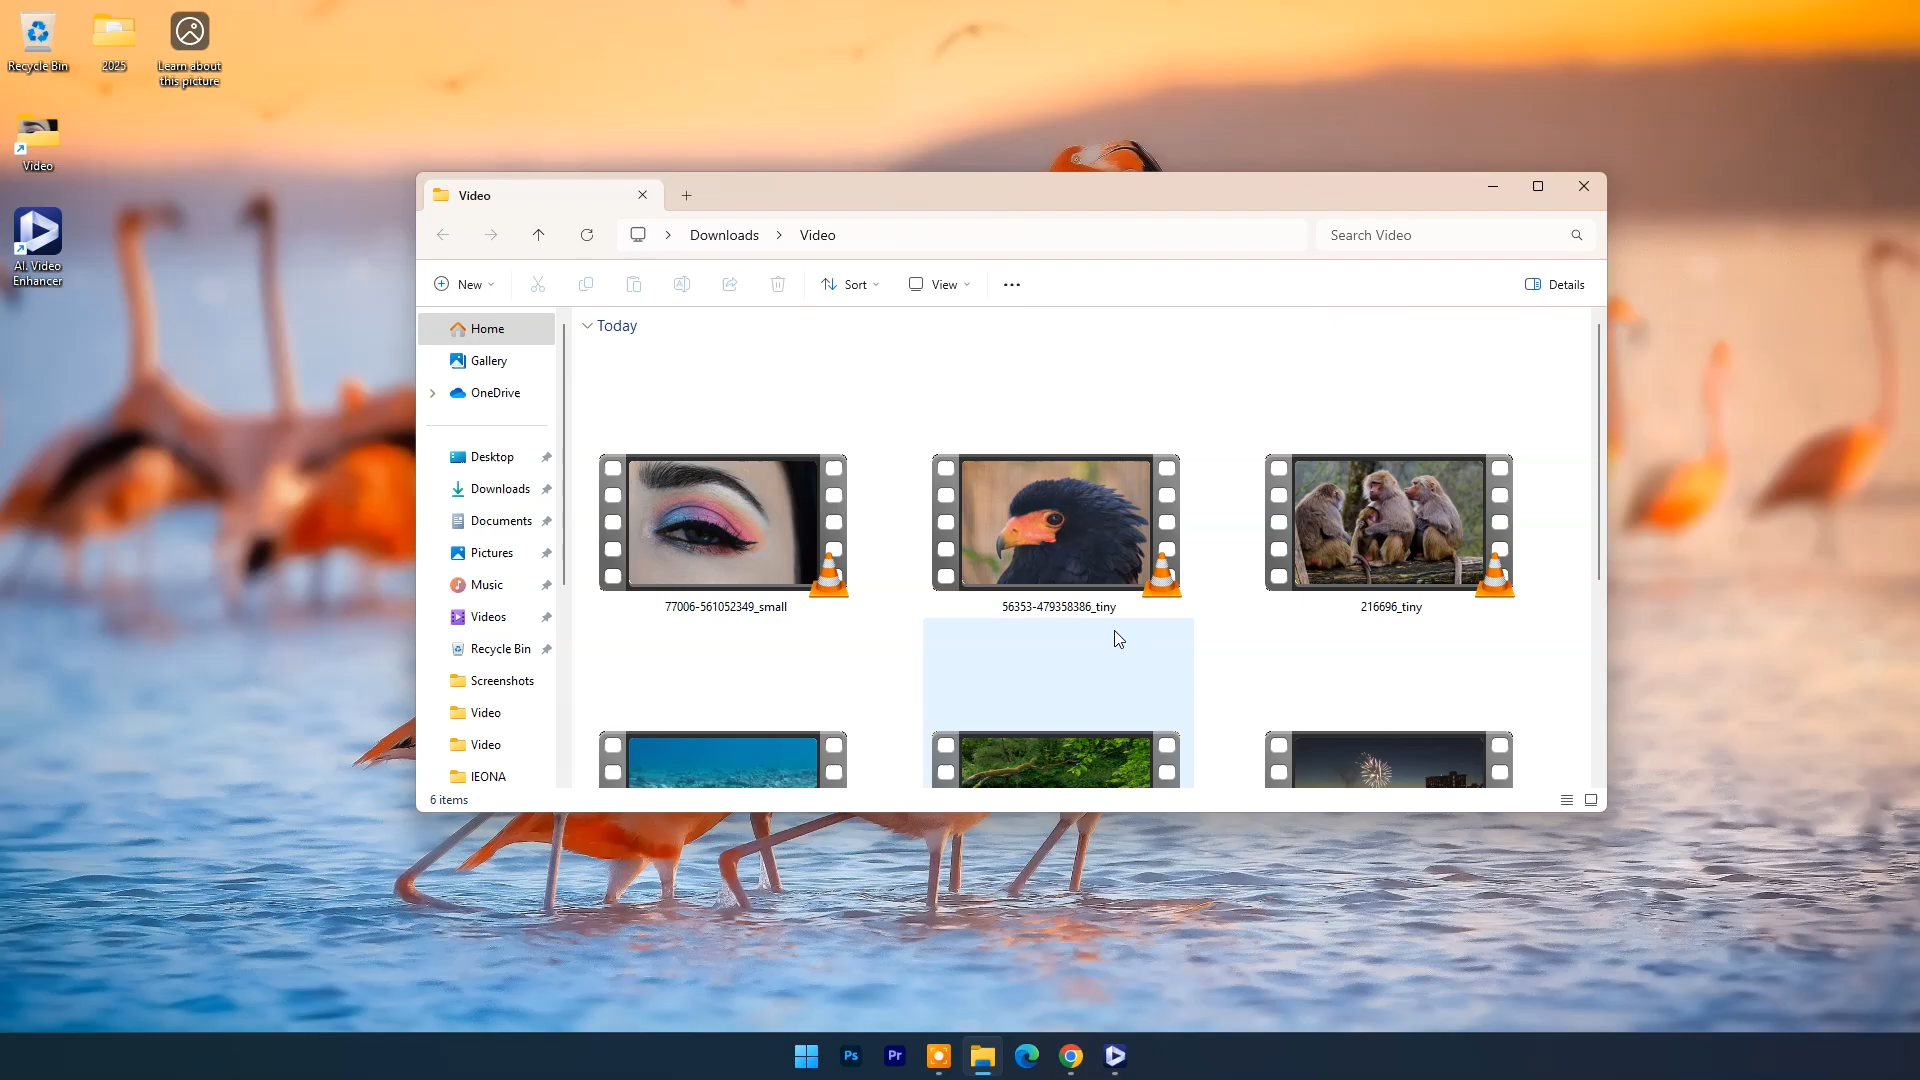 Recycle Bin
2025
Learn about
this picture
Video
AI. Video
Enhancer
Video
Downloads
Video
Search Video
New
Sort
View
Details
Home
Gallery
OneDrive
Desktop
Downloads
Documents
Pictures
Music
Videos
Recycle Bin
Screenshots
Video
Video
IEONA
Today
77006-561052349_small
56353-479358386_tiny
216696_tiny
6 items
Ps
Pr